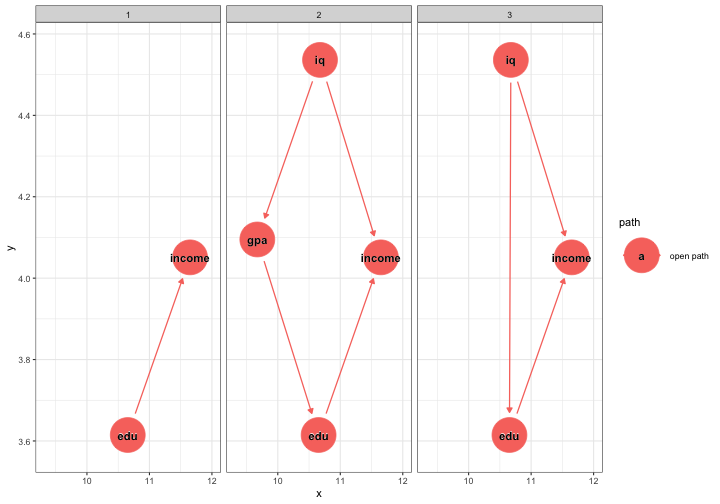 1 2 3
4.6
4.4
4.2
4.0
3.8
3.6
y
income
edu
iq
gpa
income
edu
iq
income
edu
10 11 12 10 11 12 10 11 12
x
path
a open path